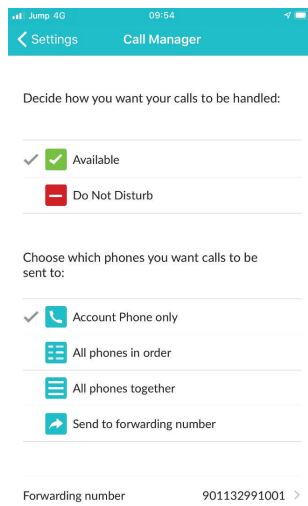 Jump 4G 09:54
Settings Call Manager
Decide how you want your calls to be handled:
Available
Do Not Disturb
Choose which phones you want calls to be
sent to:
Account Phone only
All phones in order
All phones together
Send to forwarding number
Forwarding number 901132991001